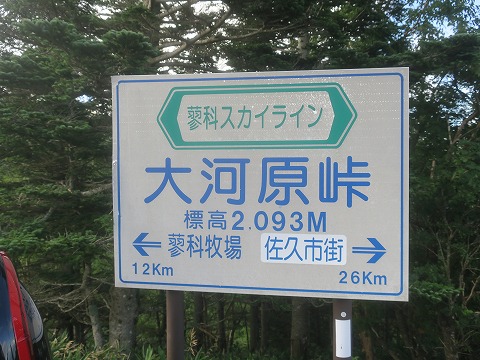 蓼科スカイライン
大河原峠
標高2.093M
← 蓼科牧場 佐久市街 →
12Km 26Km